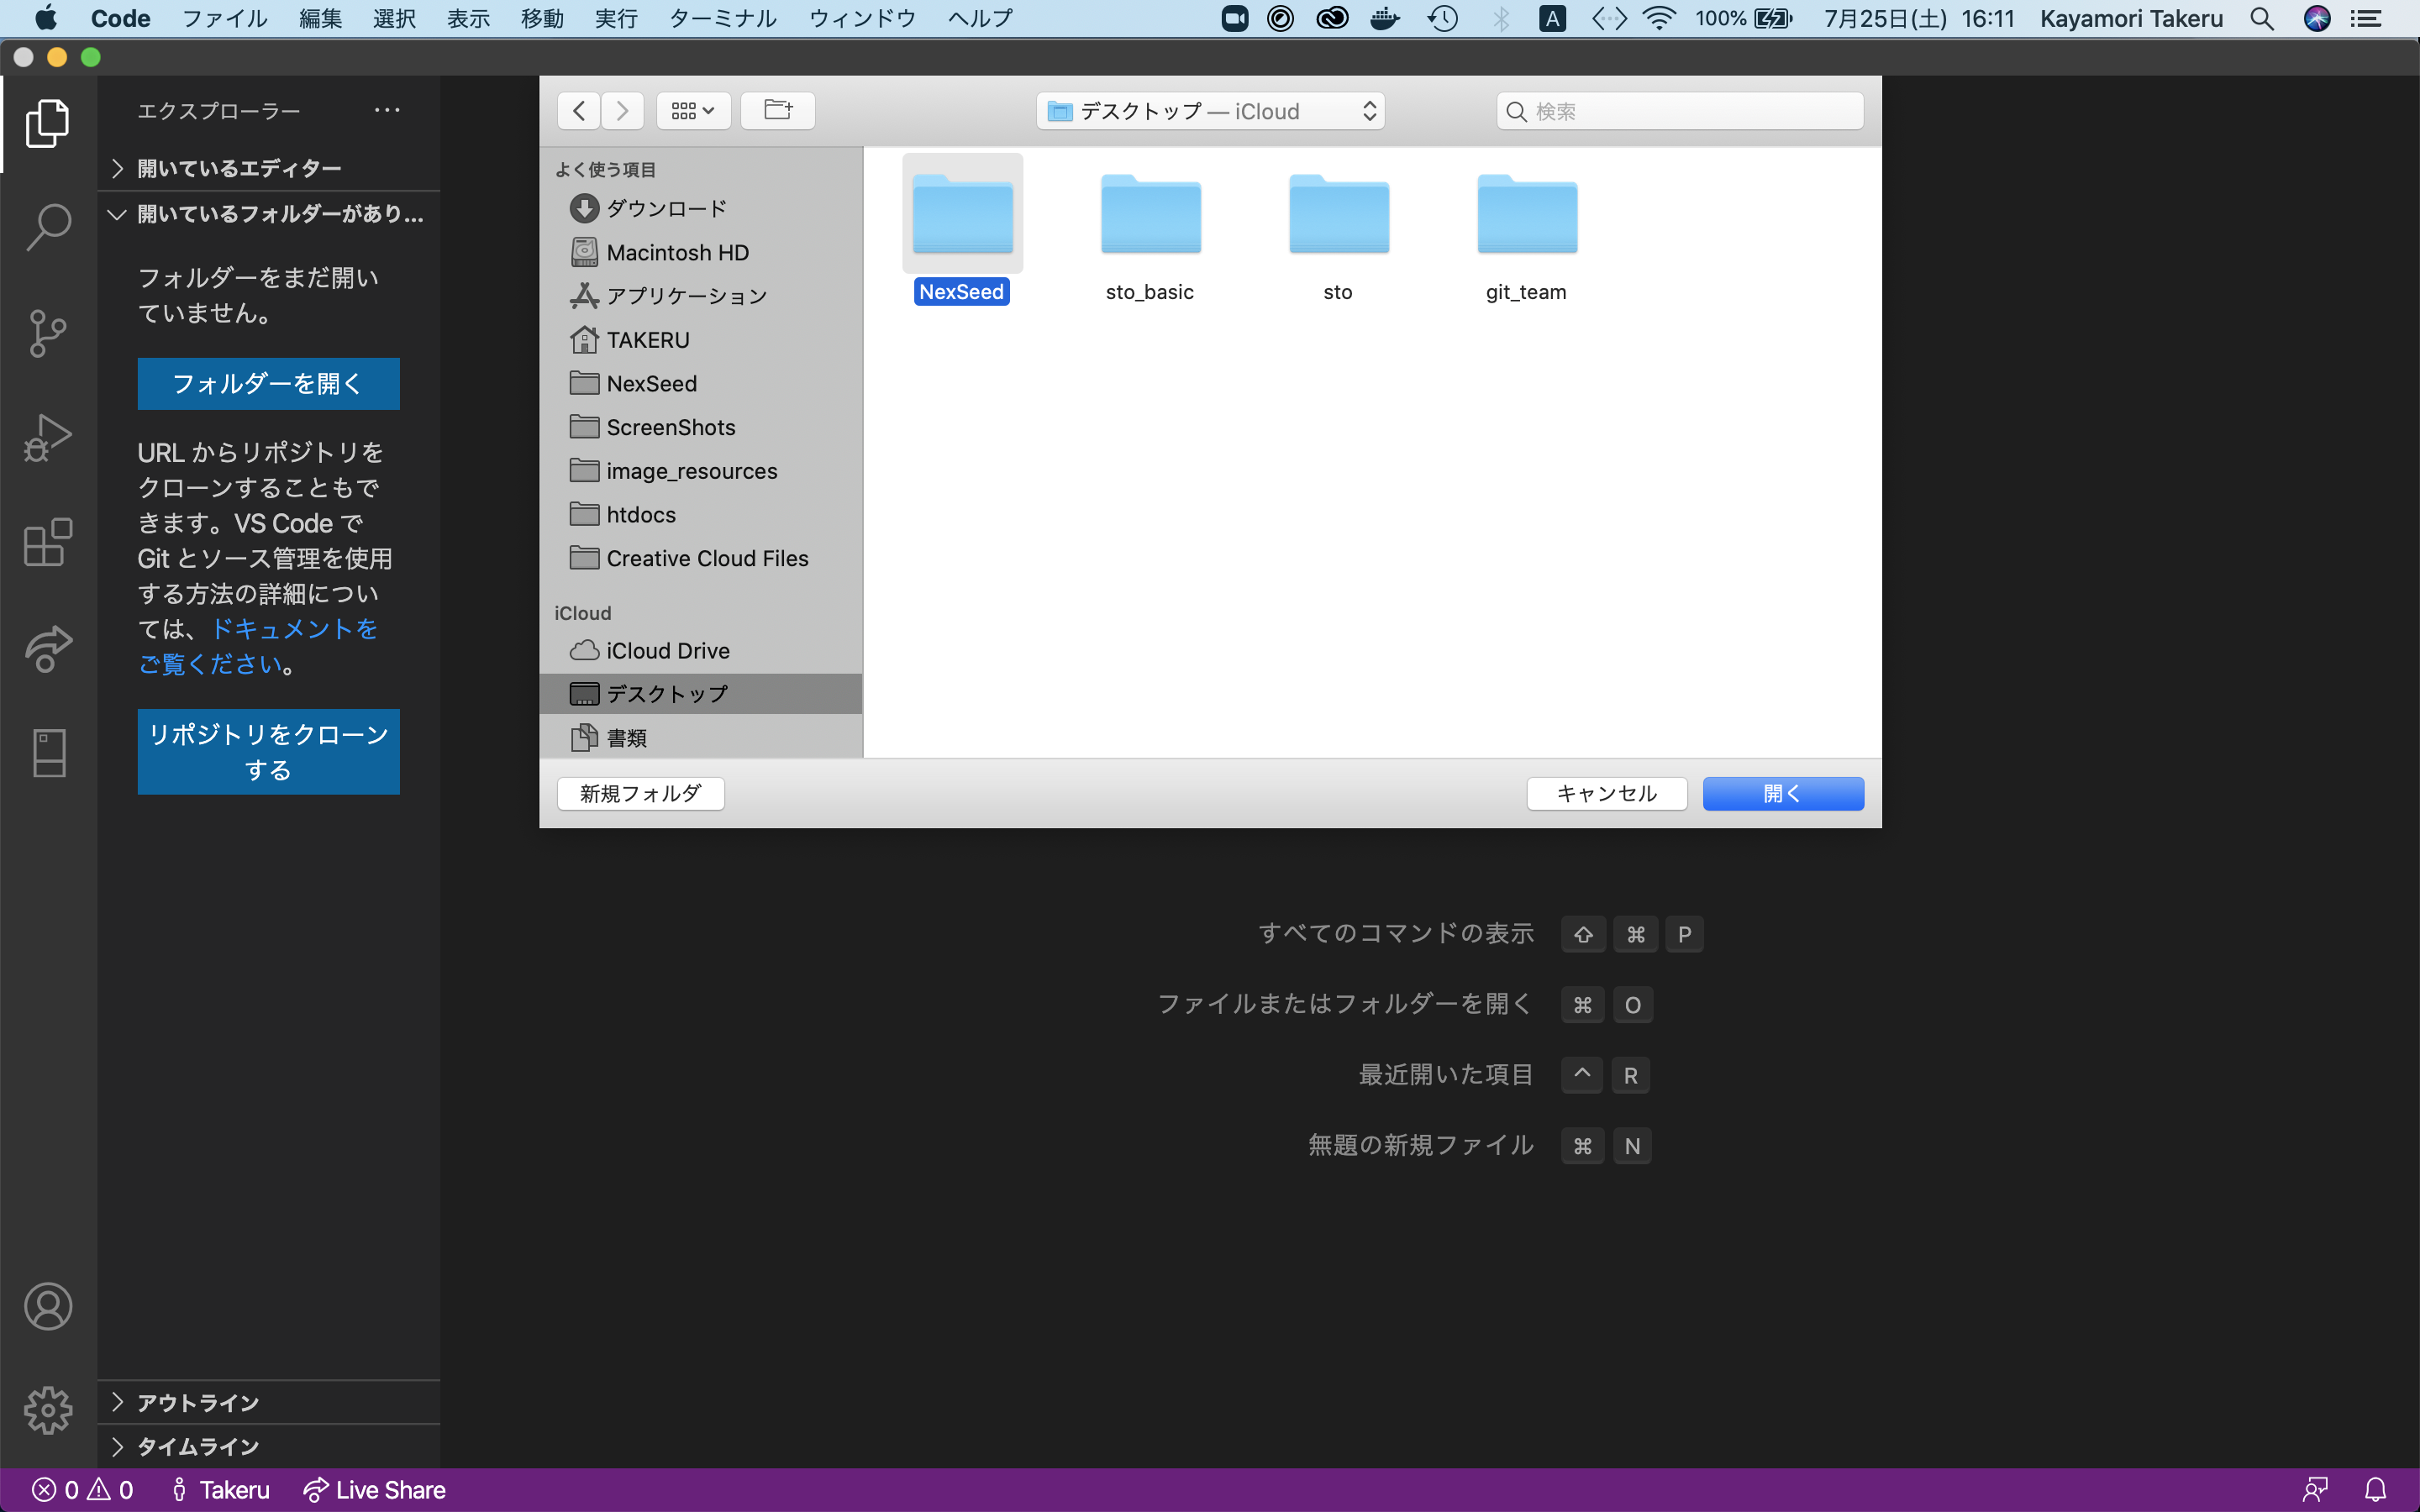 Code ファイル 編集 選択 表示 移動 実行 ターミナル ウィンドウ ヘルプ
A 100% 7月25日(土) 16:11 Kayamori Takeru
エクスプローラー ···
開いているエディター
開いているフォルダーがあり...
フォルダーをまだ開い
ていません。
フォルダーを開く
URL からリポジトリを
クローンすることもで
きます。VS Code で
Git とソース管理を使用
する方法の詳細につい
ては、ドキュメントを
ご覧ください。
リポジトリをクローン
する
アウトライン
タイムライン
デスクトップ — iCloud
検索
よく使う項目
ダウンロード
Macintosh HD
アプリケーション
TAKERU
NexSeed
ScreenShots
image_resources
htdocs
Creative Cloud Files
iCloud
iCloud Drive
デスクトップ
書類
NexSeed
sto_basic
sto
git_team
新規フォルダ
キャンセル
開く
すべてのコマンドの表示 ⇧ ⌘ P
ファイルまたはフォルダーを開く ⌘ O
最近開いた項目 ^ R
無題の新規ファイル ⌘ N
0 0 Takeru Live Share